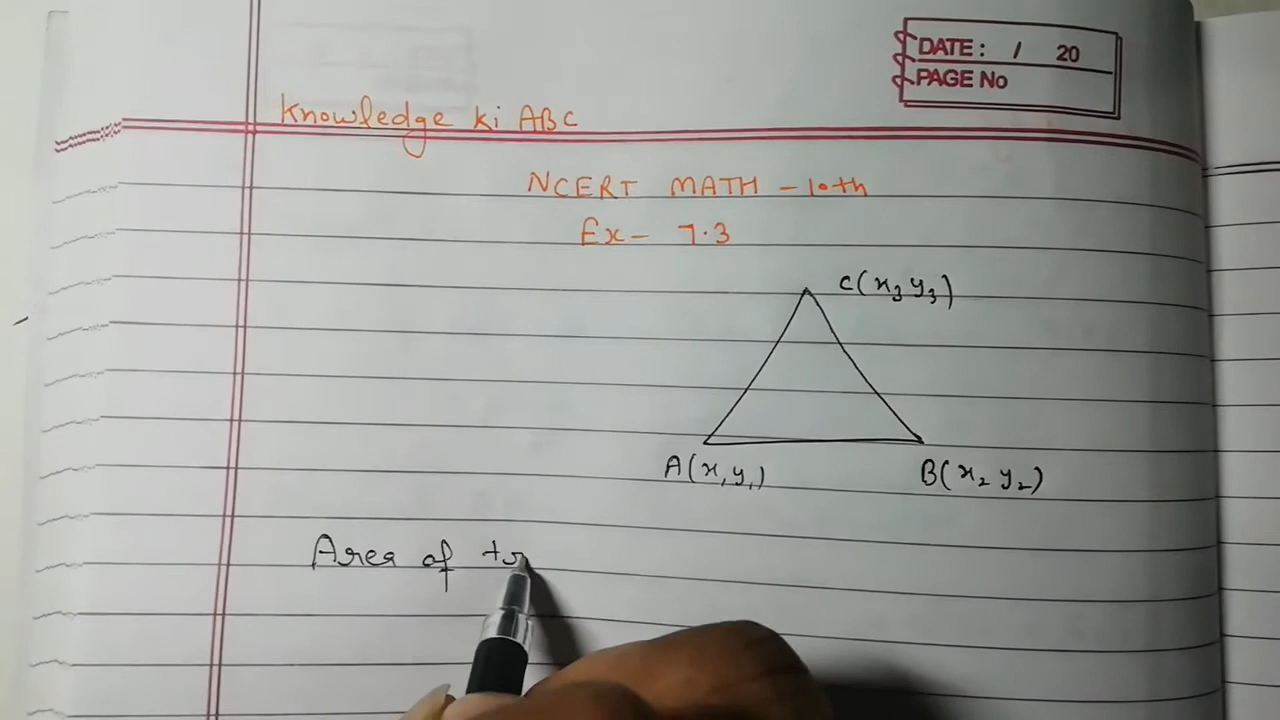 DATE: / 20
PAGE No
Knowledge ki ABC
NCERT MATH - 10th
Ex - 7.3
C(x₃ y₃)
A(x₁ y₁)
B(x₂ y₂)
Area of tr